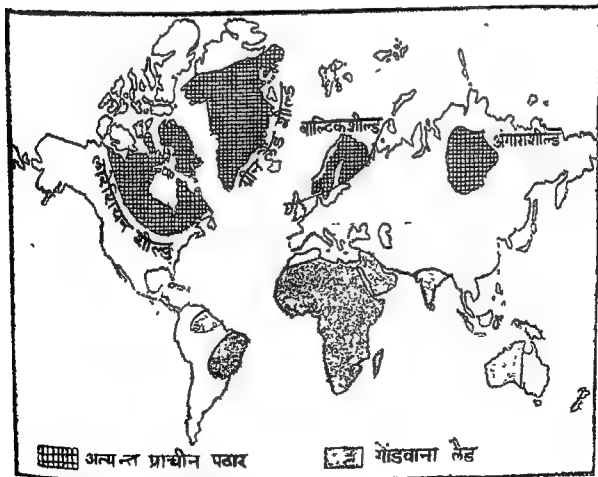 ग्रीन लैंड शील्ड
बाल्टिकशील्ड
अंगाराशील्ड
शील्ड
अत्यन्त प्राचीन पठार
गोंडवाना लैंड